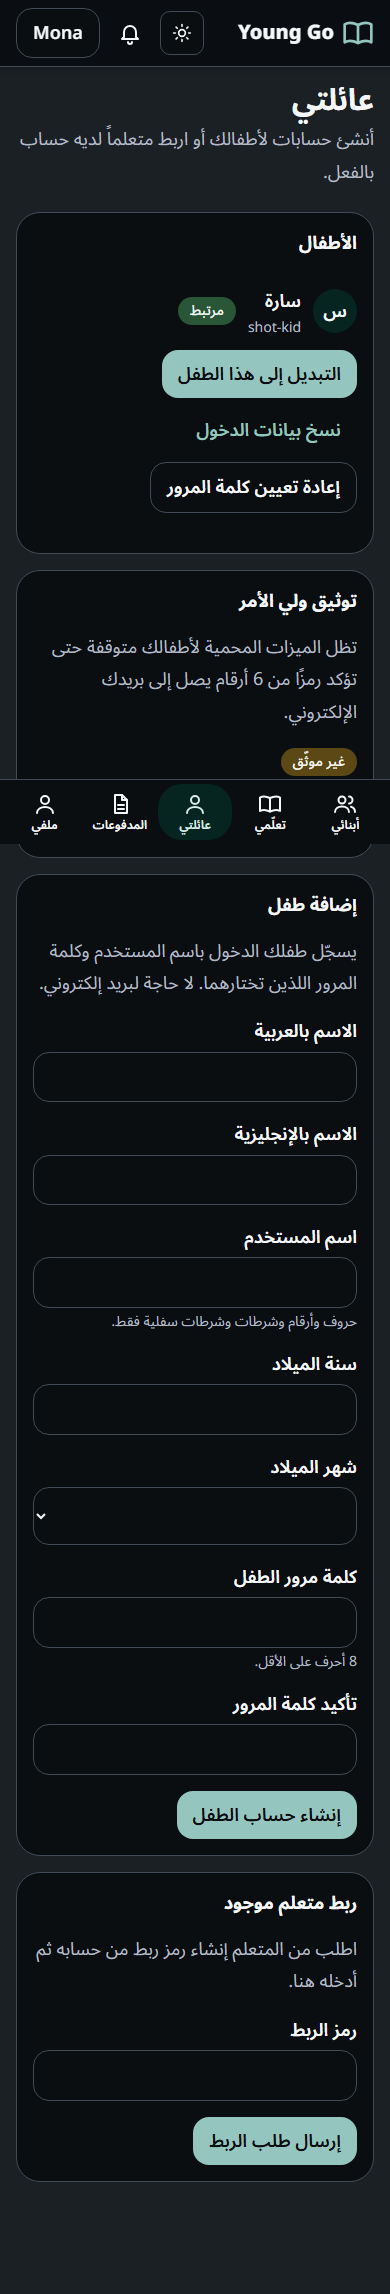 Young Go
Mona
عائلتي
أنشئ حسابات لأطفالك أو اربط متعلماً لديه حساب
بالفعل.
الأطفال
س
سارة
مرتبط
shot-kid
التبديل إلى هذا الطفل
نسخ بيانات الدخول
إعادة تعيين كلمة المرور
توثيق ولي الأمر
تظل الميزات المحمية لأطفالك متوقفة حتى
تؤكد رمزًا من 6 أرقام يصل إلى بريدك
الإلكتروني.
غير موثّق
أبنائي
تعلّمي
عائلتي
المدفوعات
ملفي
إضافة طفل
يسجّل طفلك الدخول باسم المستخدم وكلمة
المرور اللذين تختارهما. لا حاجة لبريد إلكتروني.
الاسم بالعربية
الاسم بالإنجليزية
اسم المستخدم
حروف وأرقام وشرطات وشرطات سفلية فقط.
سنة الميلاد
شهر الميلاد
كلمة مرور الطفل
8 أحرف على الأقل.
تأكيد كلمة المرور
إنشاء حساب الطفل
ربط متعلم موجود
اطلب من المتعلم إنشاء رمز ربط من حسابه ثم
أدخله هنا.
رمز الربط
إرسال طلب الربط